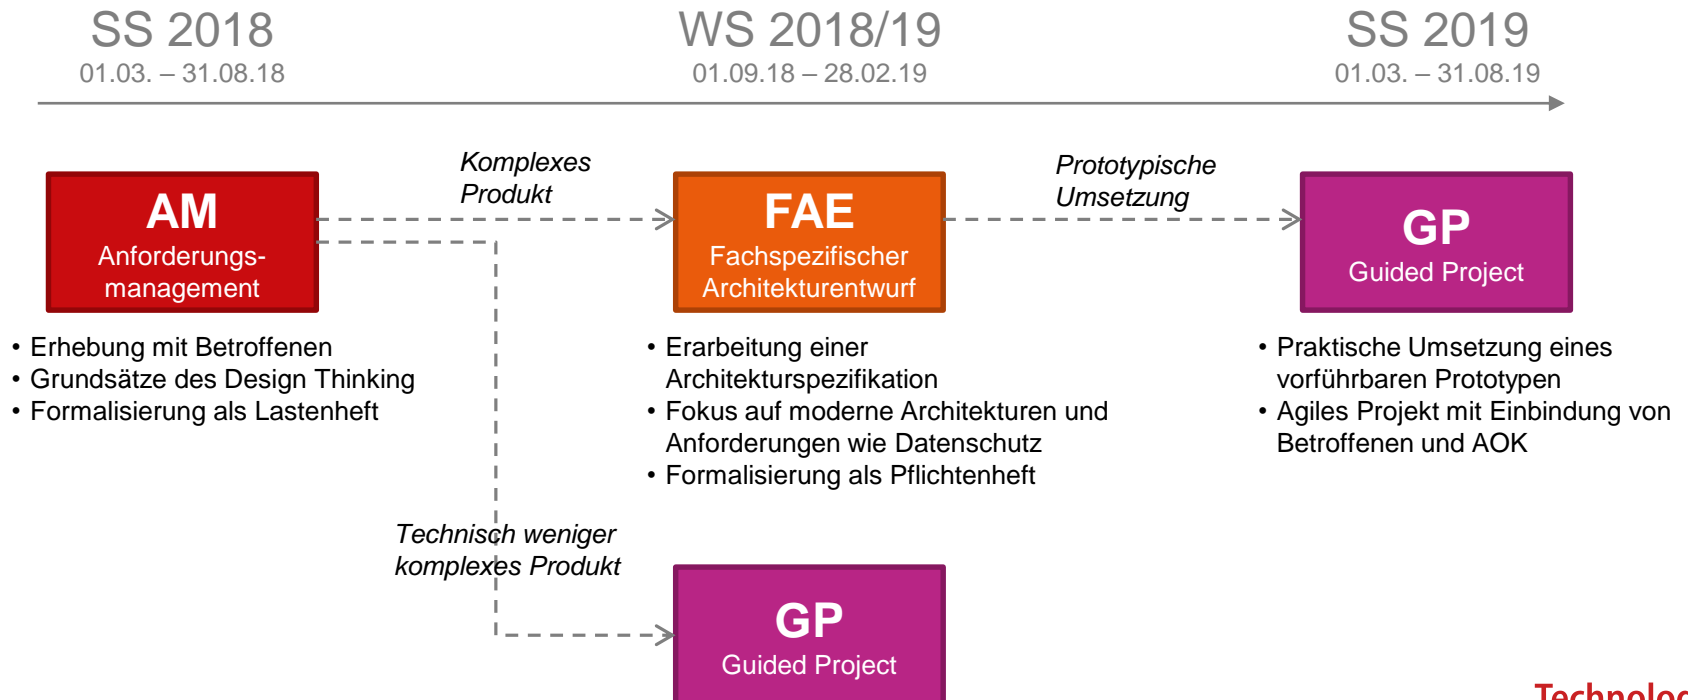 SS 2018
01.03. – 31.08.18
WS 2018/19
01.09.18 – 28.02.19
SS 2019
01.03. – 31.08.19
Komplexes
Produkt
Prototypische
Umsetzung
AM
Anforderungs-
management
FAE
Fachspezifischer
Architekturentwurf
GP
Guided Project
• Erhebung mit Betroffenen
• Grundsätze des Design Thinking
• Formalisierung als Lastenheft
• Erarbeitung einer
Architekturspezifikation
• Fokus auf moderne Architekturen und
Anforderungen wie Datenschutz
• Formalisierung als Pflichtenheft
• Praktische Umsetzung eines
vorführbaren Prototypen
• Agiles Projekt mit Einbindung von
Betroffenen und AOK
Technisch weniger
komplexes Produkt
GP
Guided Project